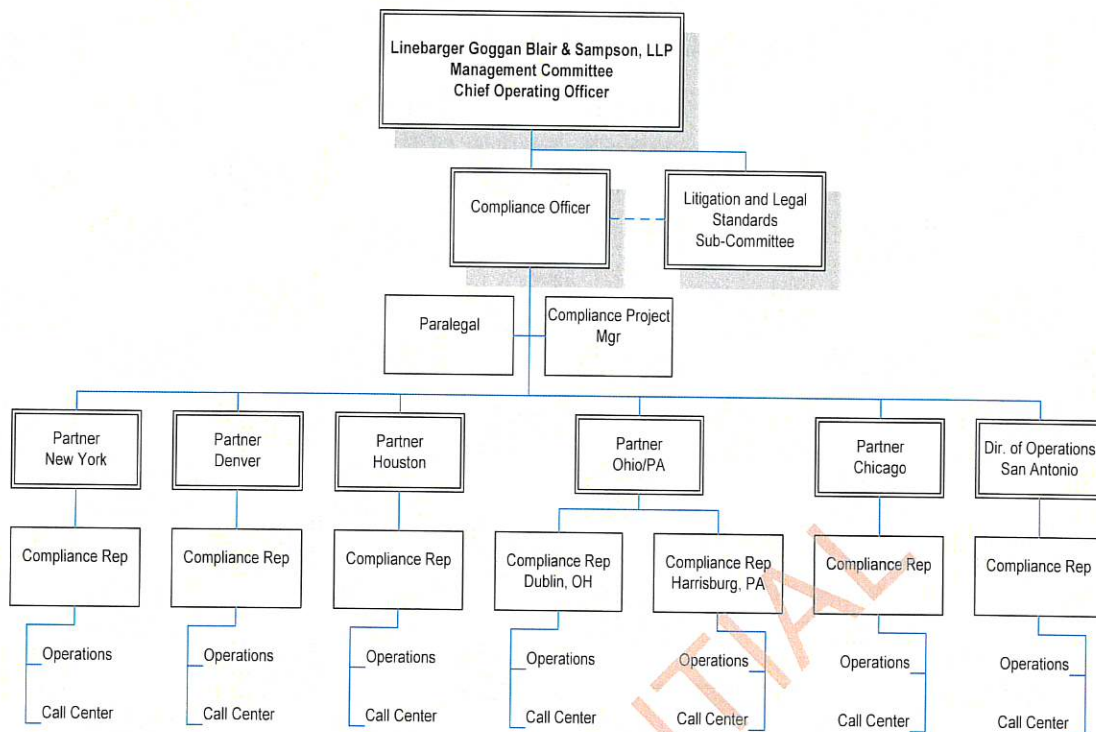 Linebarger Goggan Blair & Sampson, LLP
Management Committee
Chief Operating Officer
Compliance Officer
Litigation and Legal
Standards
Sub-Committee
Paralegal
Compliance Project
Mgr
Partner
New York
Partner
Denver
Partner
Houston
Partner
Ohio/PA
Partner
Chicago
Dir. of Operations
San Antonio
Compliance Rep
Compliance Rep
Compliance Rep
Compliance Rep
Dublin, OH
Compliance Rep
Harrisburg, PA
Compliance Rep
Compliance Rep
Operations
Operations
Operations
Operations
Operations
Operations
Operations
Call Center
Call Center
Call Center
Call Center
Call Center
Call Center
Call Center
NTIAL